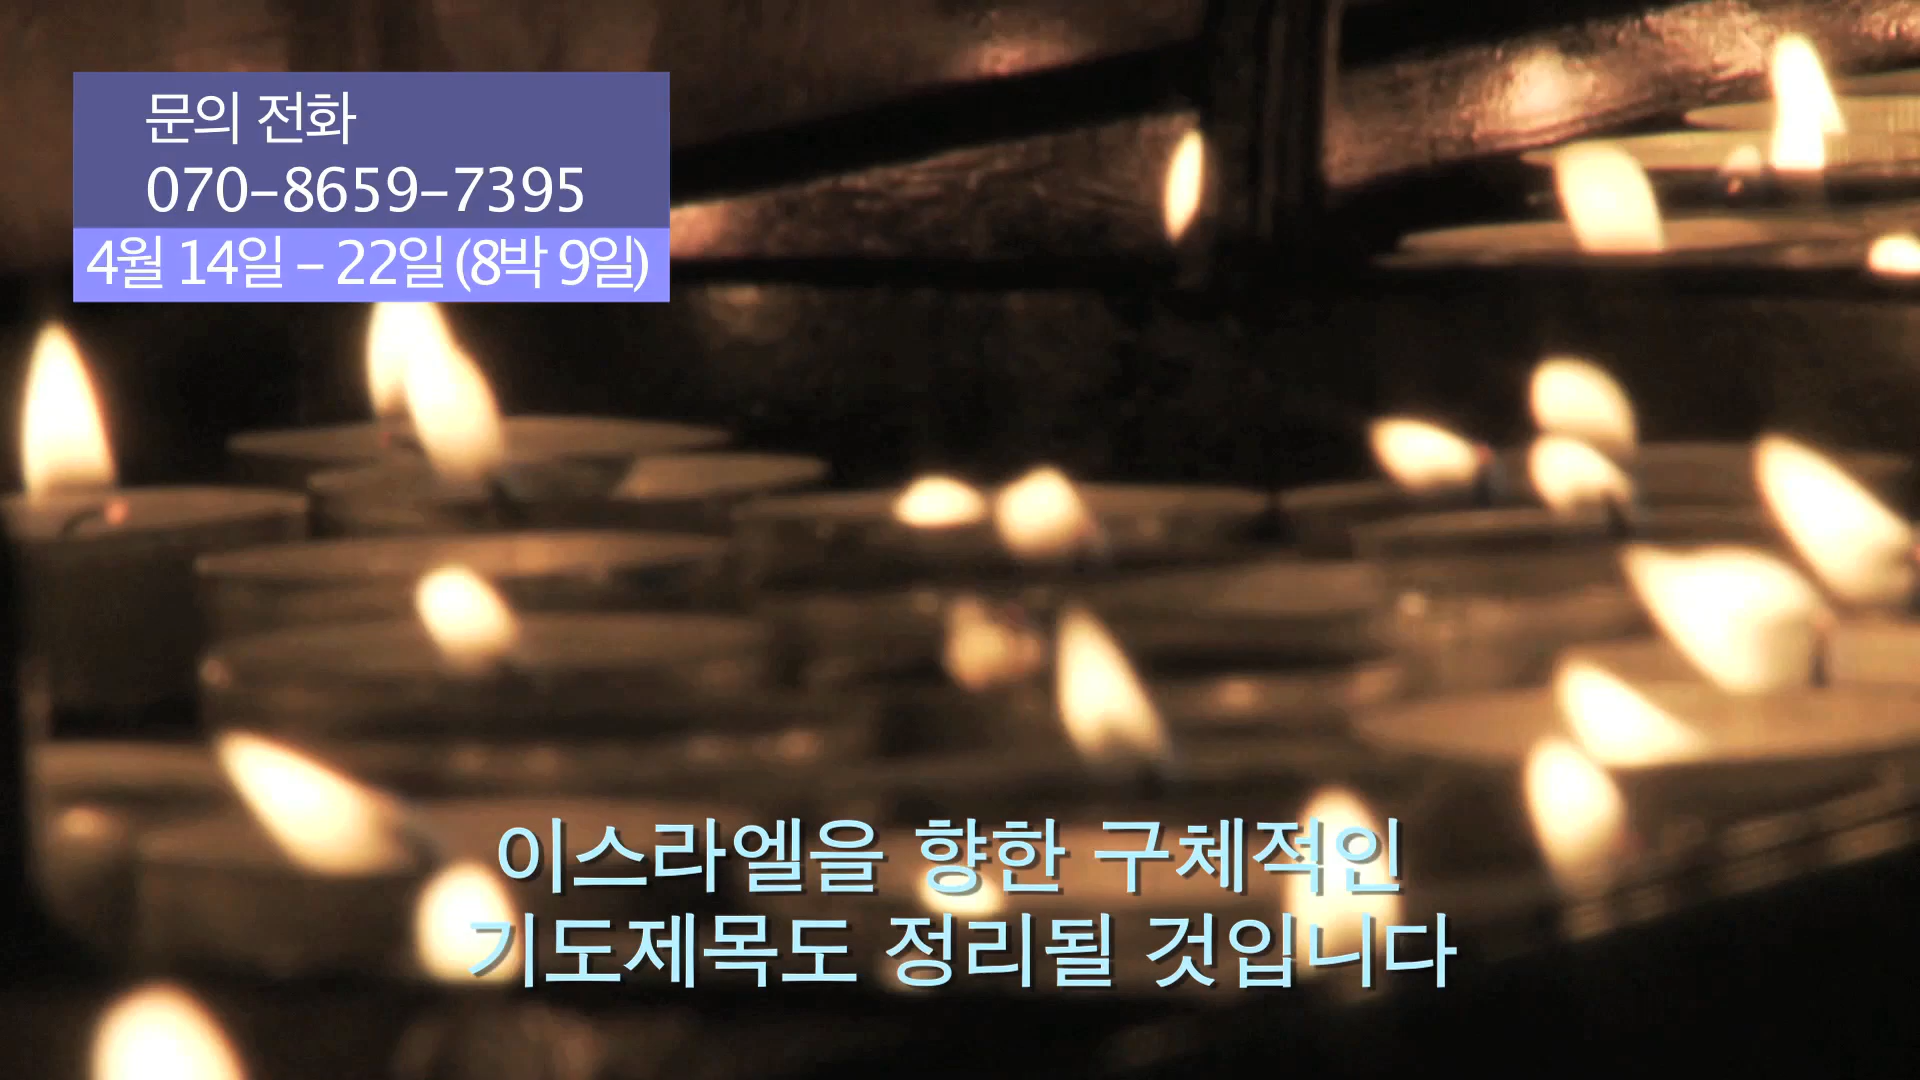 문의 전화
070-8659-7395
4월 14일 - 22일 (8박 9일)
이스라엘을 향한 구체적인
기도제목도 정리될 것입니다